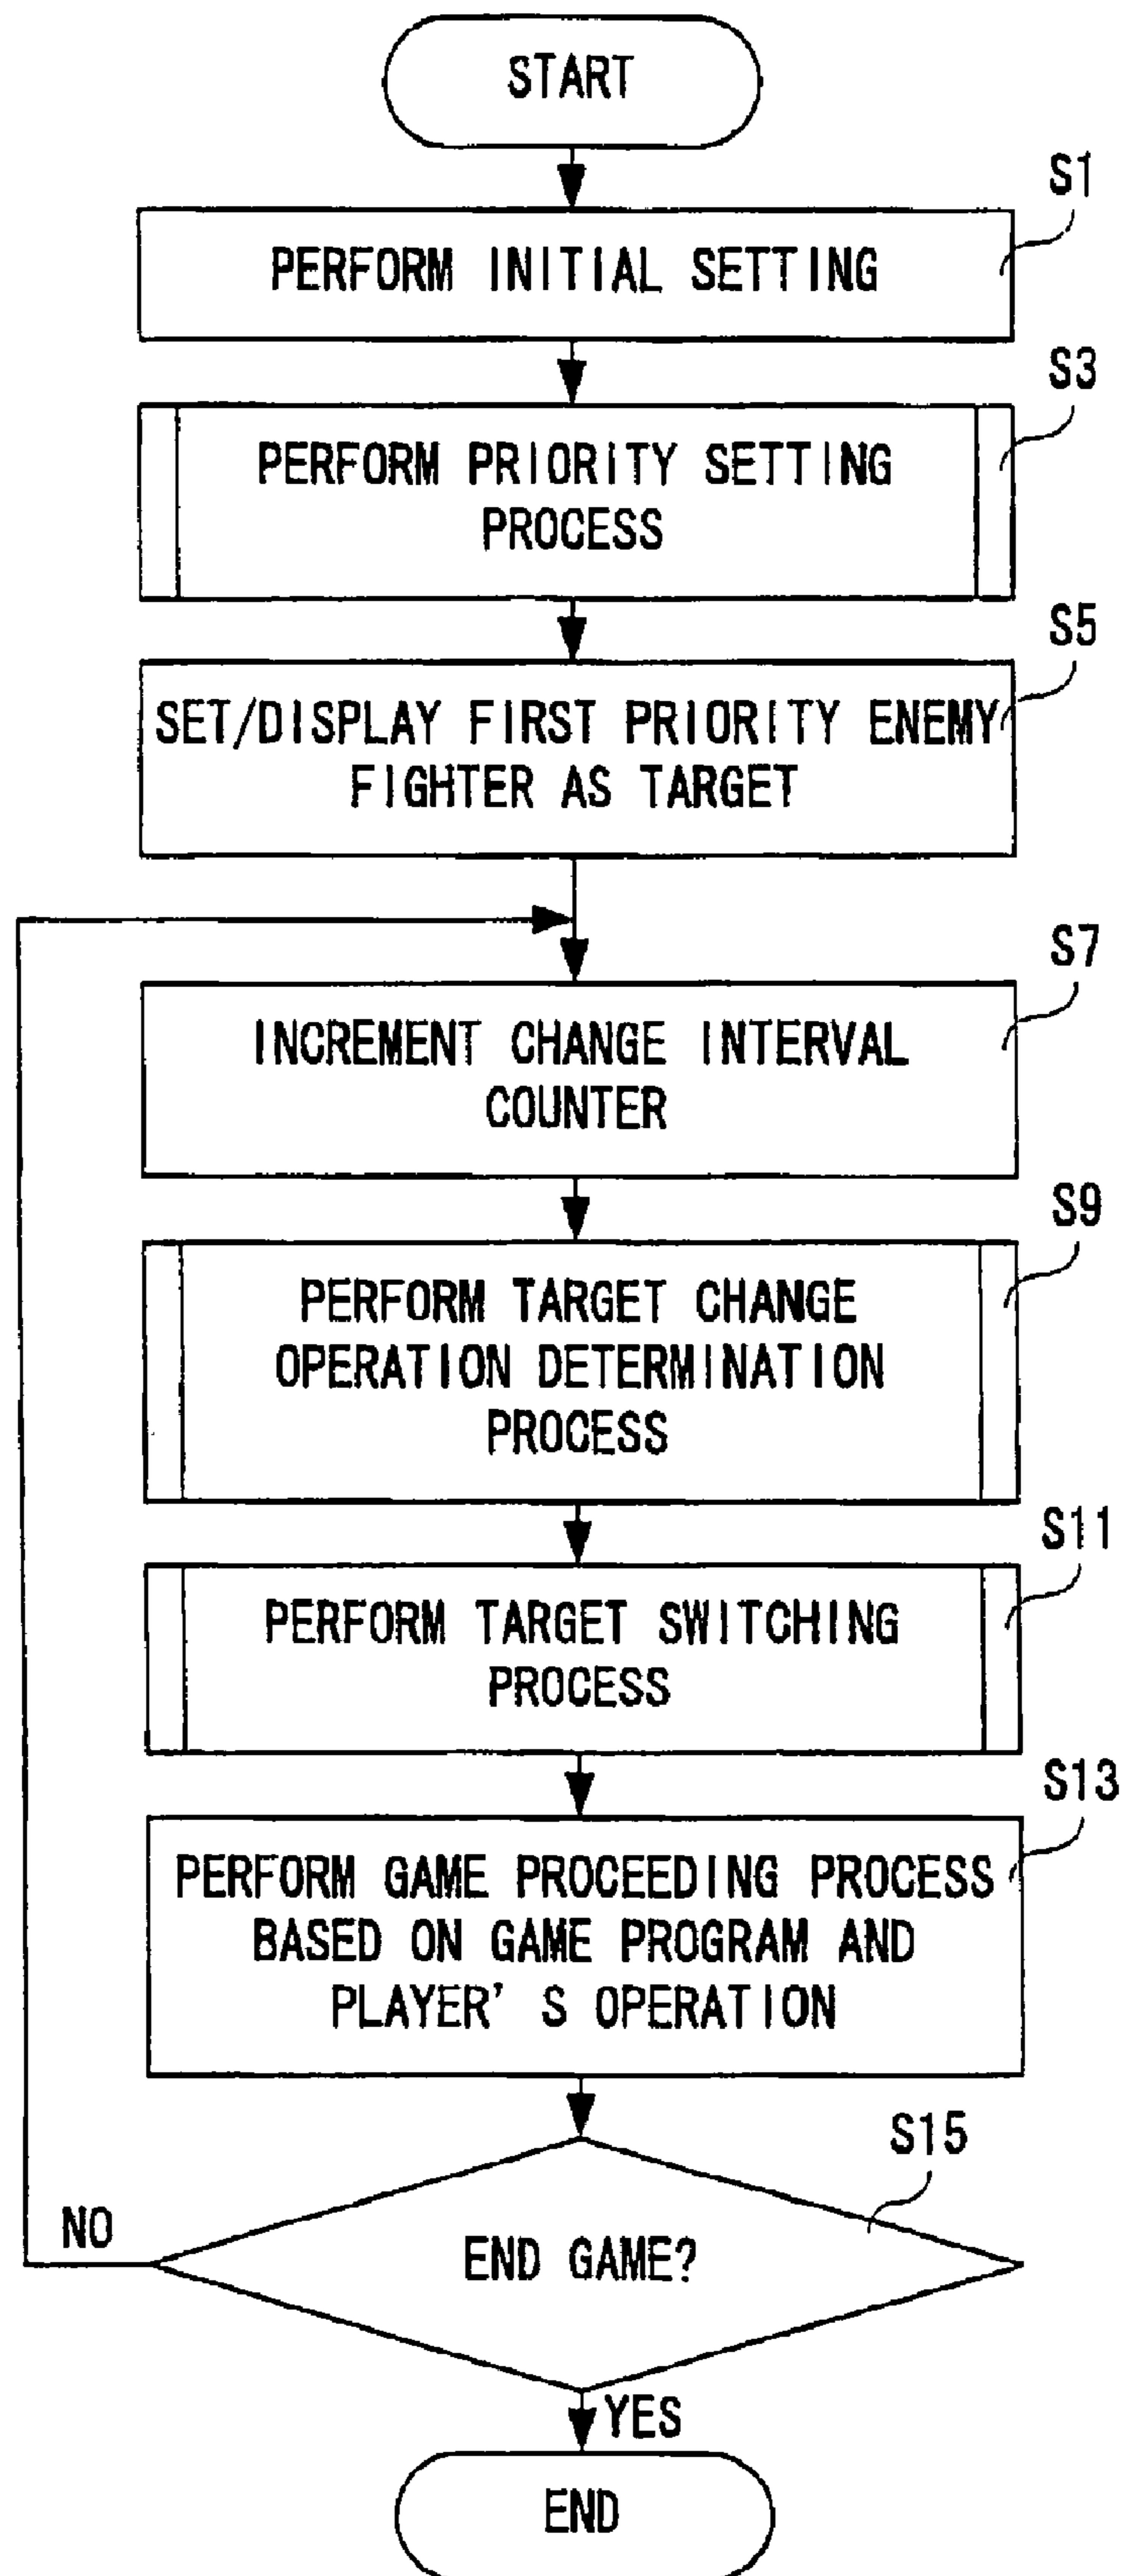 START
S1
PERFORM INITIAL SETTING
S3
PERFORM PRIORITY SETTING
PROCESS
S5
SET/DISPLAY FIRST PRIORITY ENEMY
FIGHTER AS TARGET
S7
INCREMENT CHANGE INTERVAL
COUNTER
S9
PERFORM TARGET CHANGE
OPERATION DETERMINATION
PROCESS
S11
PERFORM TARGET SWITCHING
PROCESS
S13
PERFORM GAME PROCEEDING PROCESS
BASED ON GAME PROGRAM AND
PLAYER' S OPERATION
S15
NO
END GAME?
YES
END